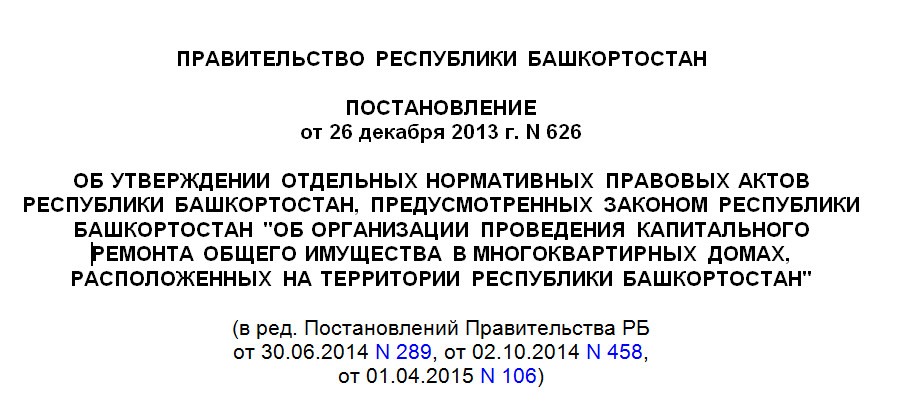 ПРАВИТЕЛЬСТВО РЕСПУБЛИКИ БАШКОРТОСТАН
ПОСТАНОВЛЕНИЕ
от 26 декабря 2013 г. N 626
ОБ УТВЕРЖДЕНИИ ОТДЕЛЬНЫХ НОРМАТИВНЫХ ПРАВОВЫХ АКТОВ
РЕСПУБЛИКИ БАШКОРТОСТАН, ПРЕДУСМОТРЕННЫХ ЗАКОНОМ РЕСПУБЛИКИ
БАШКОРТОСТАН "ОБ ОРГАНИЗАЦИИ ПРОВЕДЕНИЯ КАПИТАЛЬНОГО
РЕМОНТА ОБЩЕГО ИМУЩЕСТВА В МНОГОКВАРТИРНЫХ ДОМАХ,
РАСПОЛОЖЕННЫХ НА ТЕРРИТОРИИ РЕСПУБЛИКИ БАШКОРТОСТАН"
(в ред. Постановлений Правительства РБ
от 30.06.2014 N 289, от 02.10.2014 N 458,
от 01.04.2015 N 106)